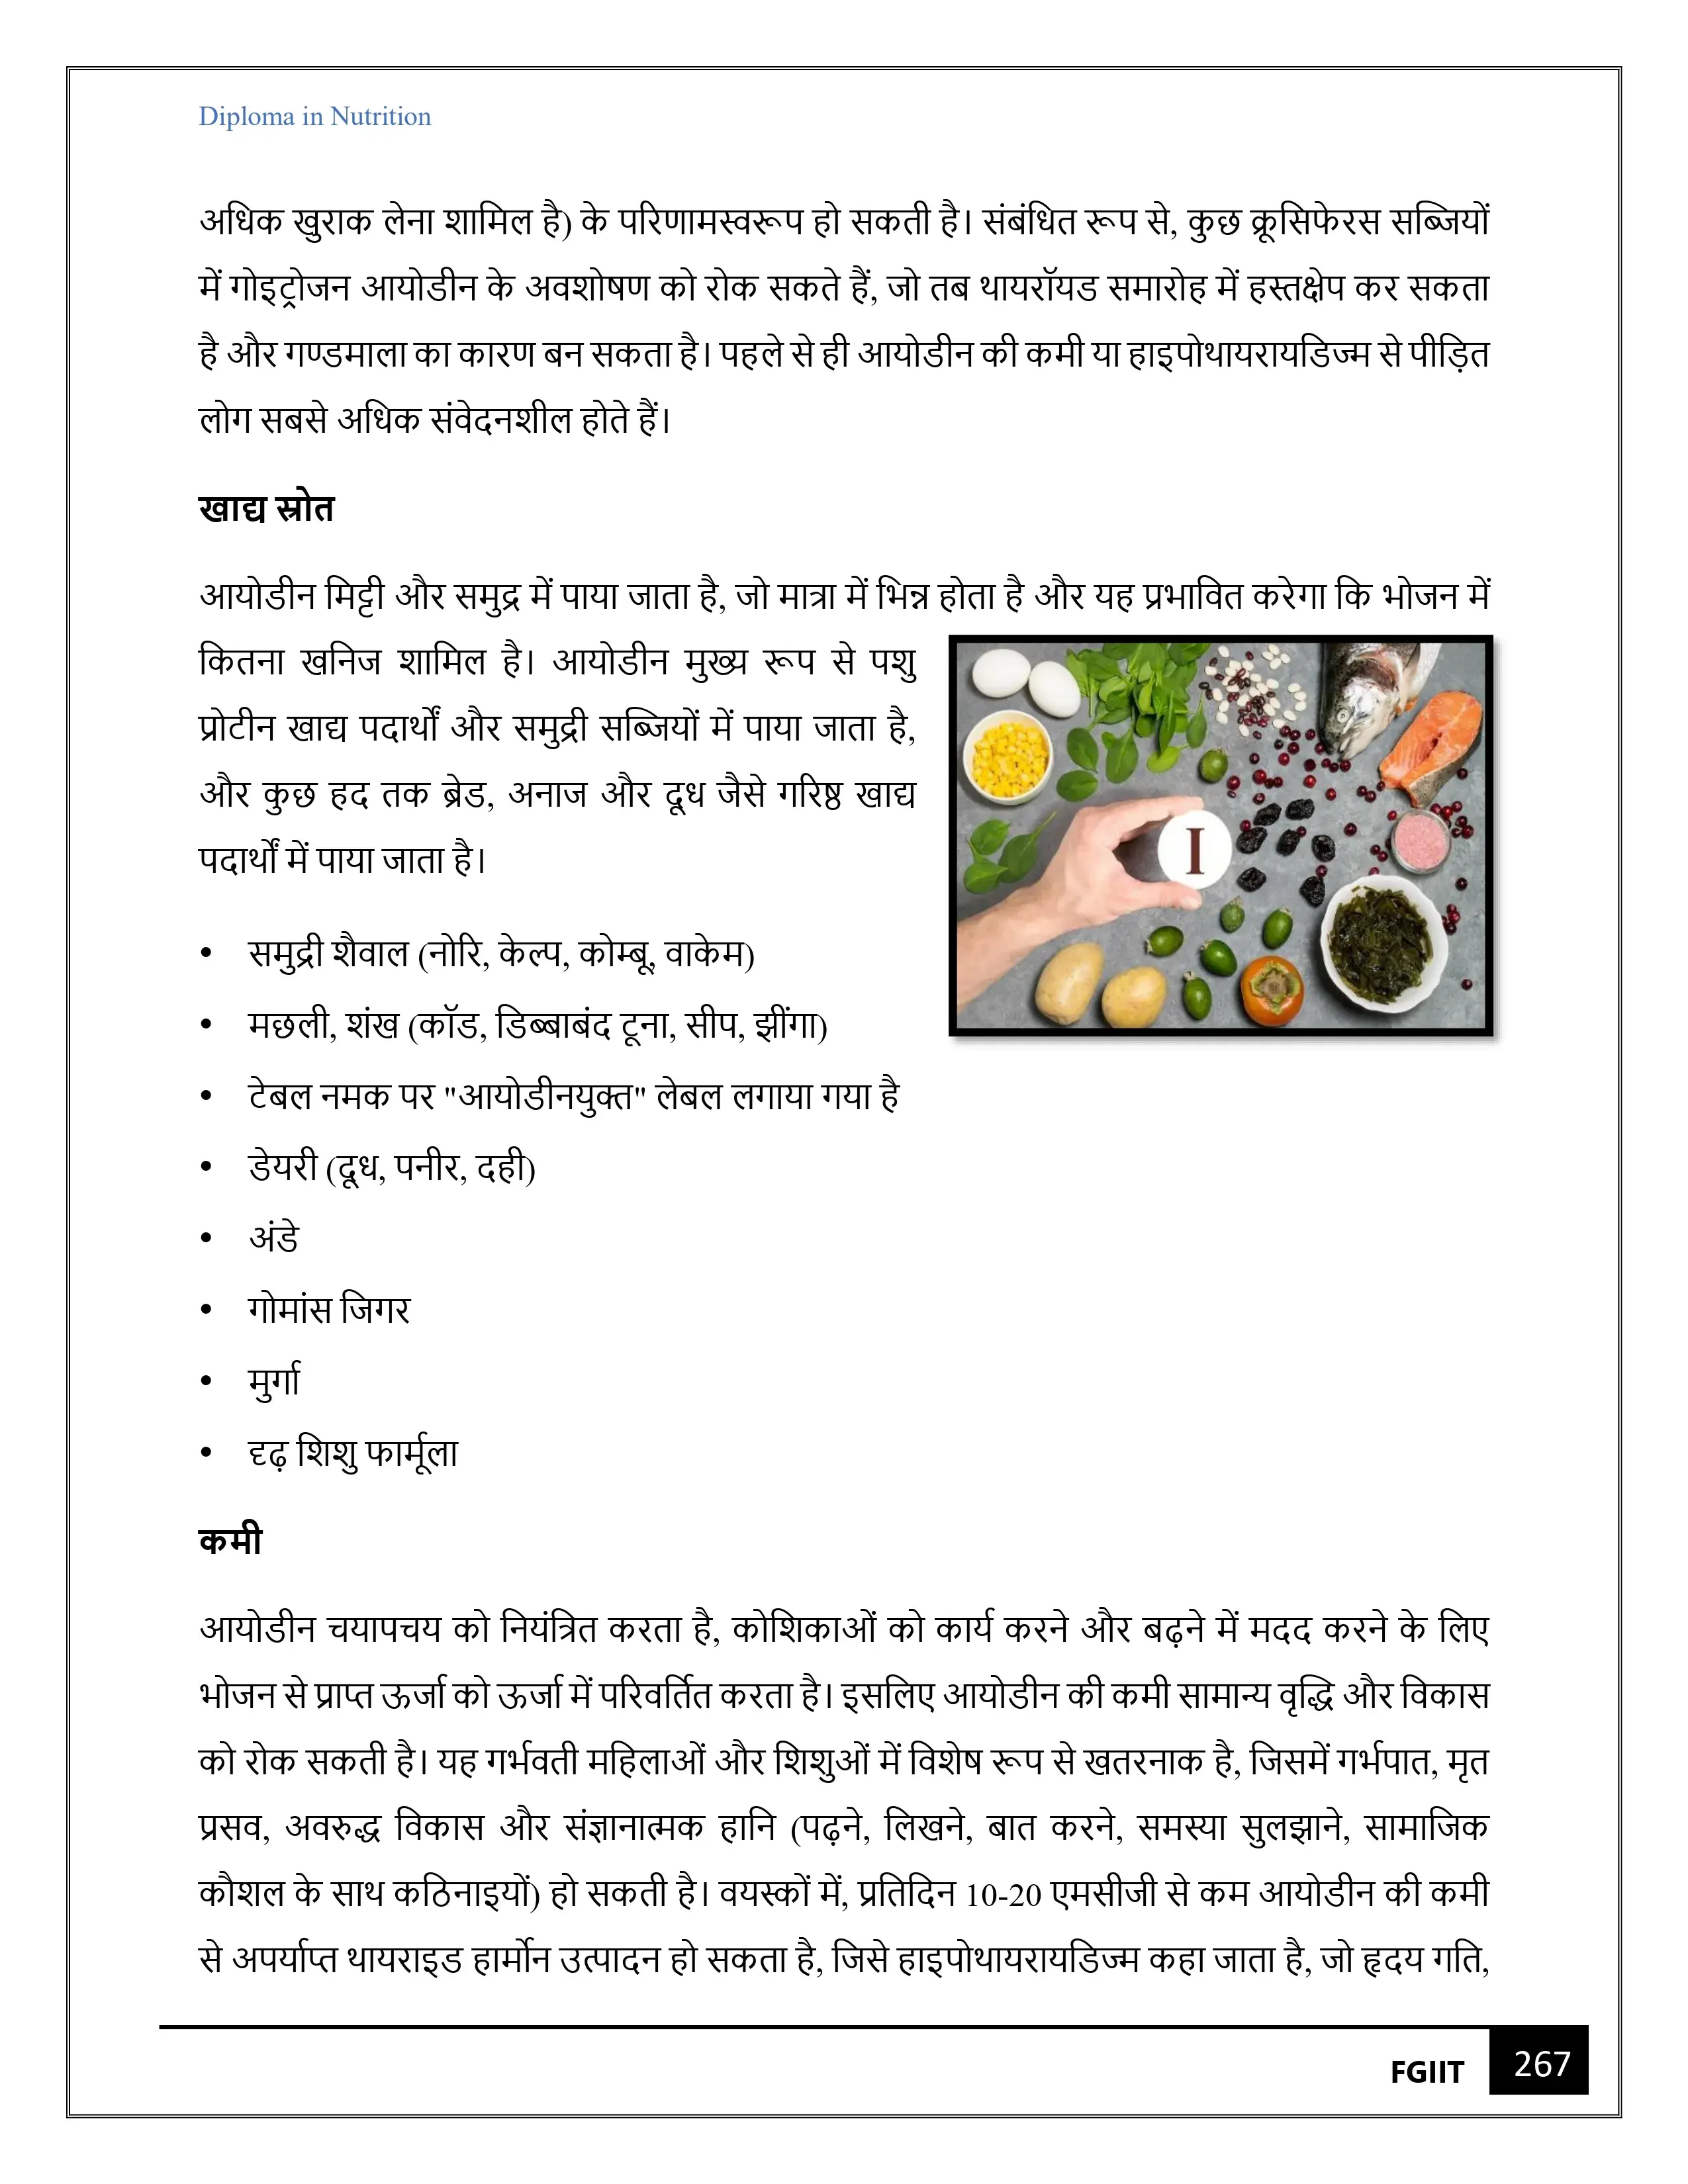 Diploma in Nutrition
अधिक खुराक लेना शामिल है) के परिणामस्वरूप हो सकती है। संबंधित रूप से, कुछ क्रूसिफेरस सब्जियों
में गोइट्रोजन आयोडीन के अवशोषण को रोक सकते हैं, जो तब थायरॉयड समारोह में हस्तक्षेप कर सकता
है और गण्डमाला का कारण बन सकता है। पहले से ही आयोडीन की कमी या हाइपोथायरायडिज्म से पीड़ित
लोग सबसे अधिक संवेदनशील होते हैं।
खाद्य स्रोत
आयोडीन मिट्टी और समुद्र में पाया जाता है, जो मात्रा में भिन्न होता है और यह प्रभावित करेगा कि भोजन में
कितना खनिज शामिल है। आयोडीन मुख्य रूप से पशु
प्रोटीन खाद्य पदार्थों और समुद्री सब्जियों में पाया जाता है,
और कुछ हद तक ब्रेड, अनाज और दूध जैसे गरिष्ठ खाद्य
पदार्थों में पाया जाता है।
I
• समुद्री शैवाल (नोरि, केल्प, कोम्बू, वाकेम)
• मछली, शंख (कॉड, डिब्बाबंद टूना, सीप, झींगा)
• टेबल नमक पर "आयोडीनयुक्त" लेबल लगाया गया है
• डेयरी (दूध, पनीर, दही)
• अंडे
• गोमांस जिगर
• मुर्गा
• दृढ़ शिशु फार्मूला
कमी
आयोडीन चयापचय को नियंत्रित करता है, कोशिकाओं को कार्य करने और बढ़ने में मदद करने के लिए
भोजन से प्राप्त ऊर्जा को ऊर्जा में परिवर्तित करता है। इसलिए आयोडीन की कमी सामान्य वृद्धि और विकास
को रोक सकती है। यह गर्भवती महिलाओं और शिशुओं में विशेष रूप से खतरनाक है, जिसमें गर्भपात, मृत
प्रसव, अवरुद्ध विकास और संज्ञानात्मक हानि (पढ़ने, लिखने, बात करने, समस्या सुलझाने, सामाजिक
कौशल के साथ कठिनाइयों) हो सकती है। वयस्कों में, प्रतिदिन 10-20 एमसीजी से कम आयोडीन की कमी
से अपर्याप्त थायराइड हार्मोन उत्पादन हो सकता है, जिसे हाइपोथायरायडिज्म कहा जाता है, जो हृदय गति,
FGIIT 267